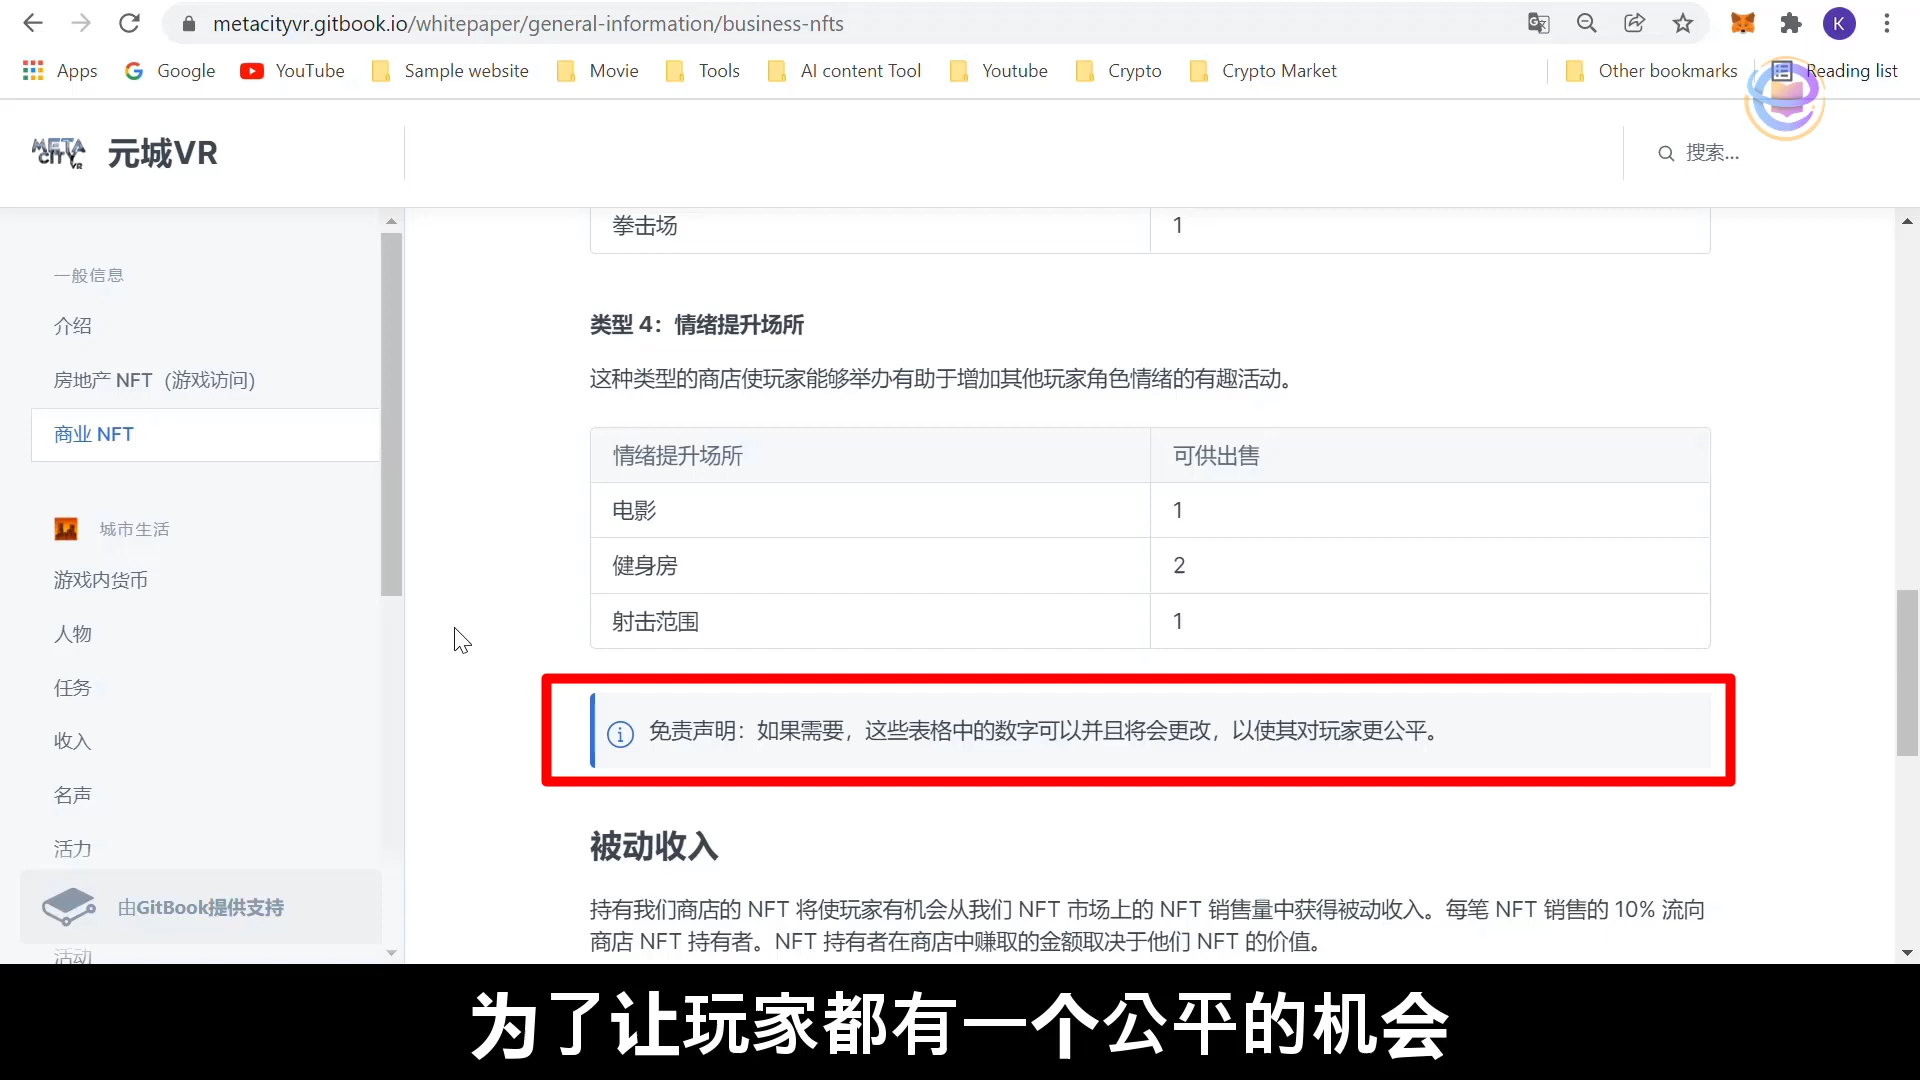 metacityvr.gitbook.io/whitepaper/general-information/business-nfts
K
Apps
Google
YouTube
Sample website
Movie
Tools
AI content Tool
Youtube
Crypto
Crypto Market
Other bookmarks
Reading list
META CITY VR
元城VR
搜索...
一般信息
介绍
房地产 NFT（游戏访问）
商业 NFT
城市生活
游戏内货币
人物
任务
收入
名声
活力
由GitBook提供支持
活动
拳击场 1
类型 4：情绪提升场所
这种类型的商店使玩家能够举办有助于增加其他玩家角色情绪的有趣活动。
情绪提升场所 可供出售
电影 1
健身房 2
射击范围 1
免责声明：如果需要，这些表格中的数字可以并且将会更改，以使其对玩家更公平。
被动收入
持有我们商店的 NFT 将使玩家有机会从我们 NFT 市场上的 NFT 销售量中获得被动收入。每笔 NFT 销售的 10% 流向
商店 NFT 持有者。NFT 持有者在商店中赚取的金额取决于他们 NFT 的价值。
为了让玩家都有一个公平的机会